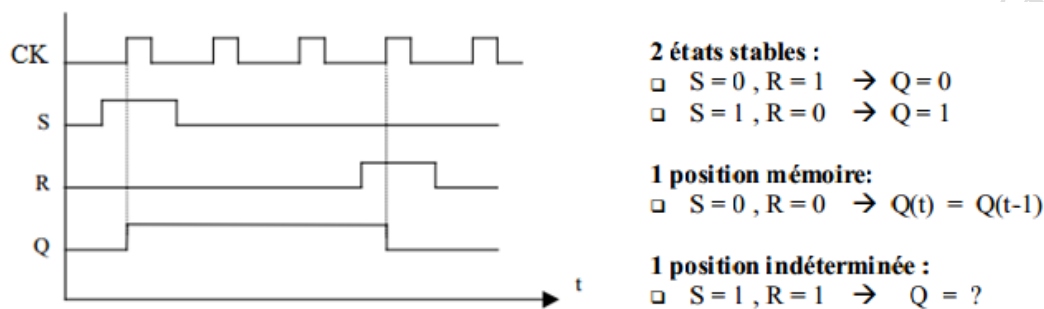 CK
S
R
Q
t
2 états stables :
❑ S = 0 , R = 1 → Q = 0
❑ S = 1 , R = 0 → Q = 1
1 position mémoire:
❑ S = 0 , R = 0 → Q(t) = Q(t-1)
1 position indéterminée :
❑ S = 1 , R = 1 → Q = ?